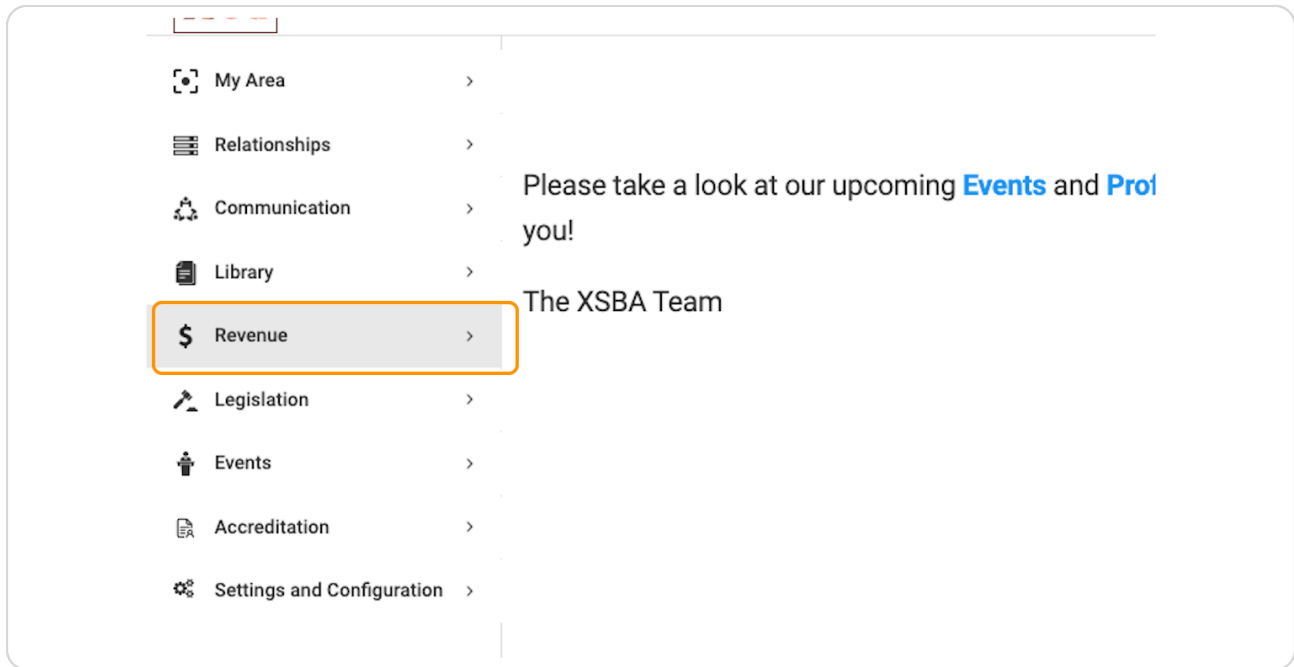 My Area
Relationships
Communication
Library
Revenue
Legislation
Events
Accreditation
Settings and Configuration
Please take a look at our upcoming Events and Prof
you!
The XSBA Team